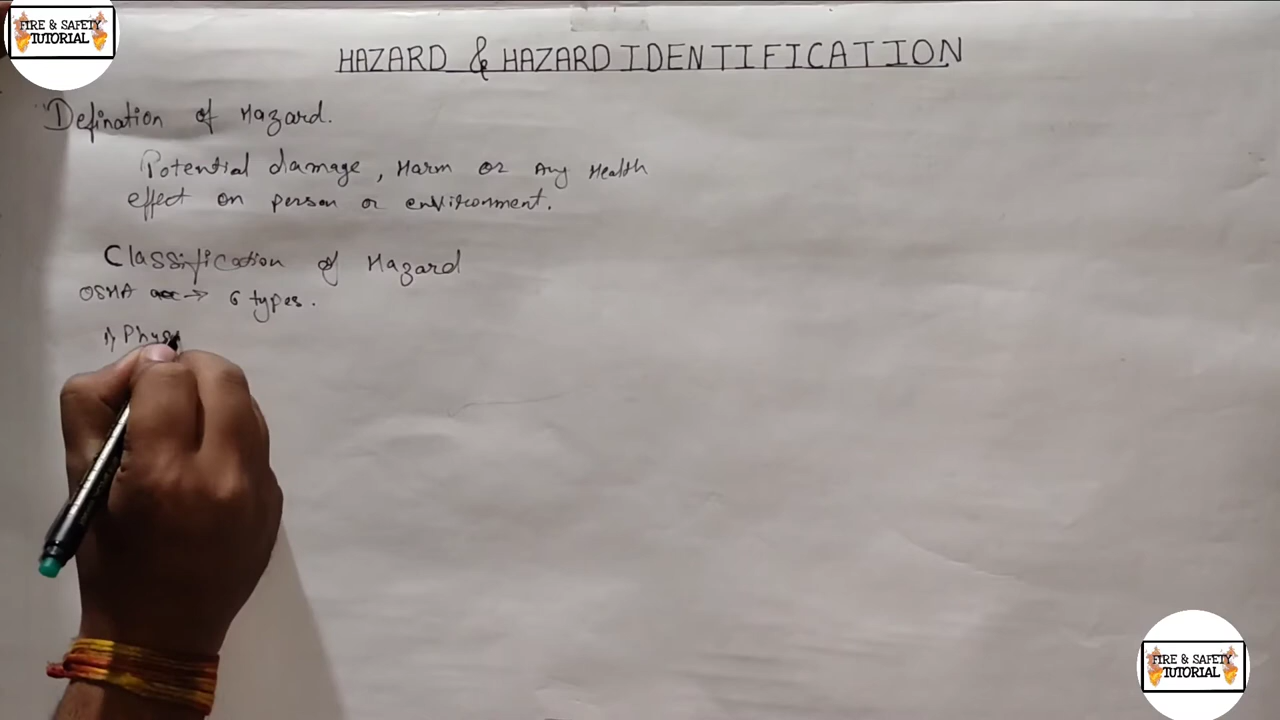 FIRE & SAFETY
TUTORIAL
HAZARD & HAZARD IDENTIFICATION
Defination of Hazard.
Potential damage, Harm or Any Health
effect on person or environment.
Classification of Hazard
OSHA → 6 types.
1) Phys
FIRE & SAFETY
TUTORIAL